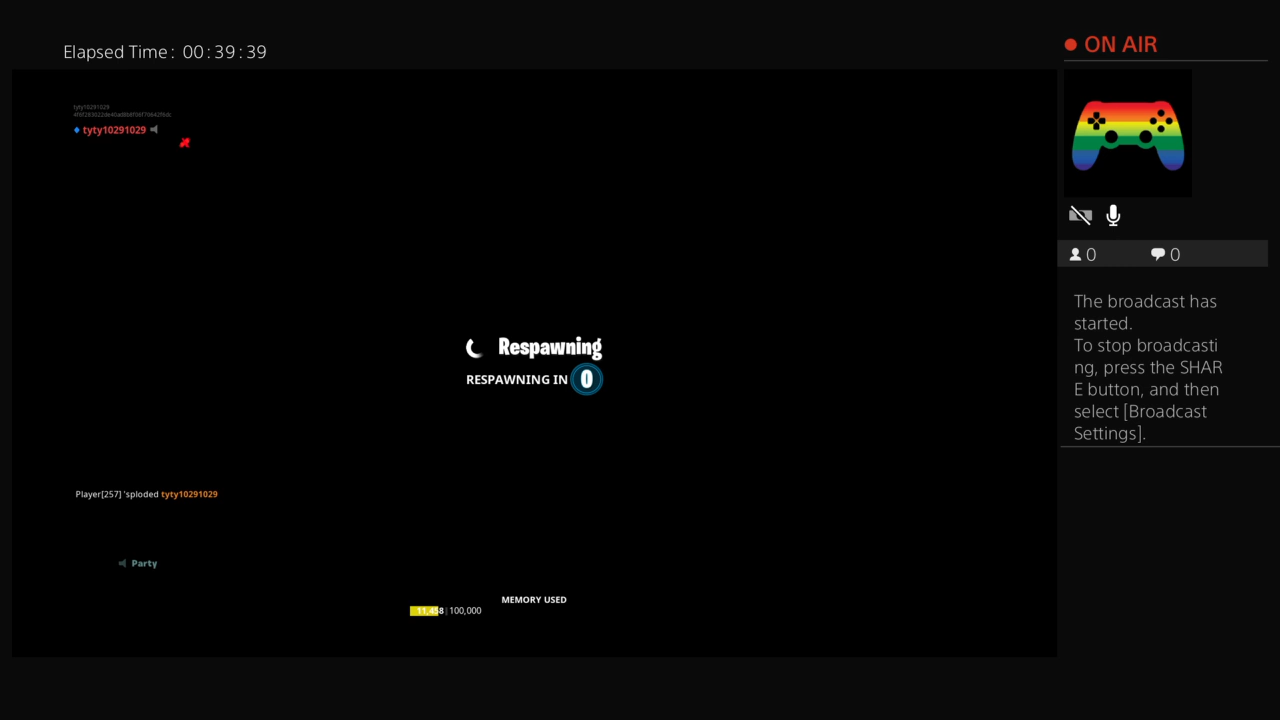 Elapsed Time: 00:39:39
ON AIR
tyty10291029
tyty10291029
0 0
The broadcast has
started.
To stop broadcasti
ng, press the SHAR
E button, and then
select [Broadcast
Settings].
Respawning
RESPAWNING IN 0
Player[257] 'sploded tyty10291029
Party
MEMORY USED
11,458 | 100,000